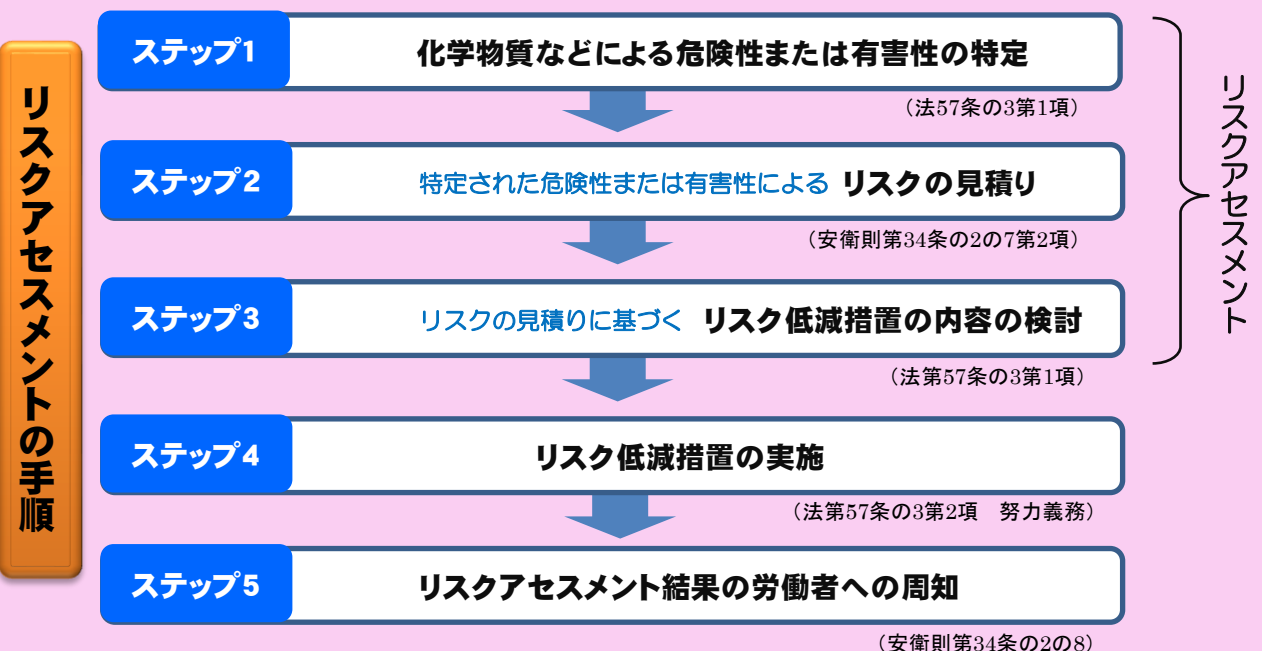 リスクアセスメントの手順
ステップ1
化学物質などによる危険性または有害性の特定
（法57条の3第1項）
ステップ2
特定された危険性または有害性による リスクの見積り
（安衛則第34条の2の7第2項）
ステップ3
リスクの見積りに基づく リスク低減措置の内容の検討
（法第57条の3第1項）
リスクアセスメント
ステップ4
リスク低減措置の実施
（法第57条の3第2項　努力義務）
ステップ5
リスクアセスメント結果の労働者への周知
（安衛則第34条の2の8）